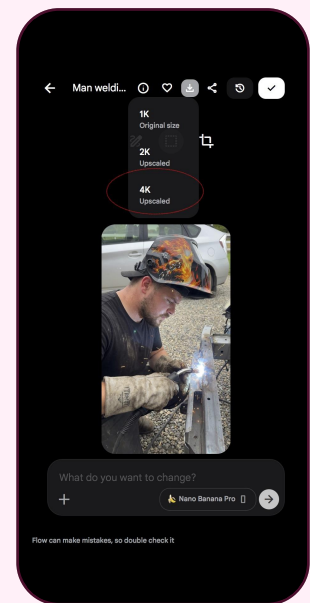 Man weldi...
1K
Original size
2K
Upscaled
4K
Upscaled
What do you want to change?
Nano Banana Pro
Flow can make mistakes, so double check it